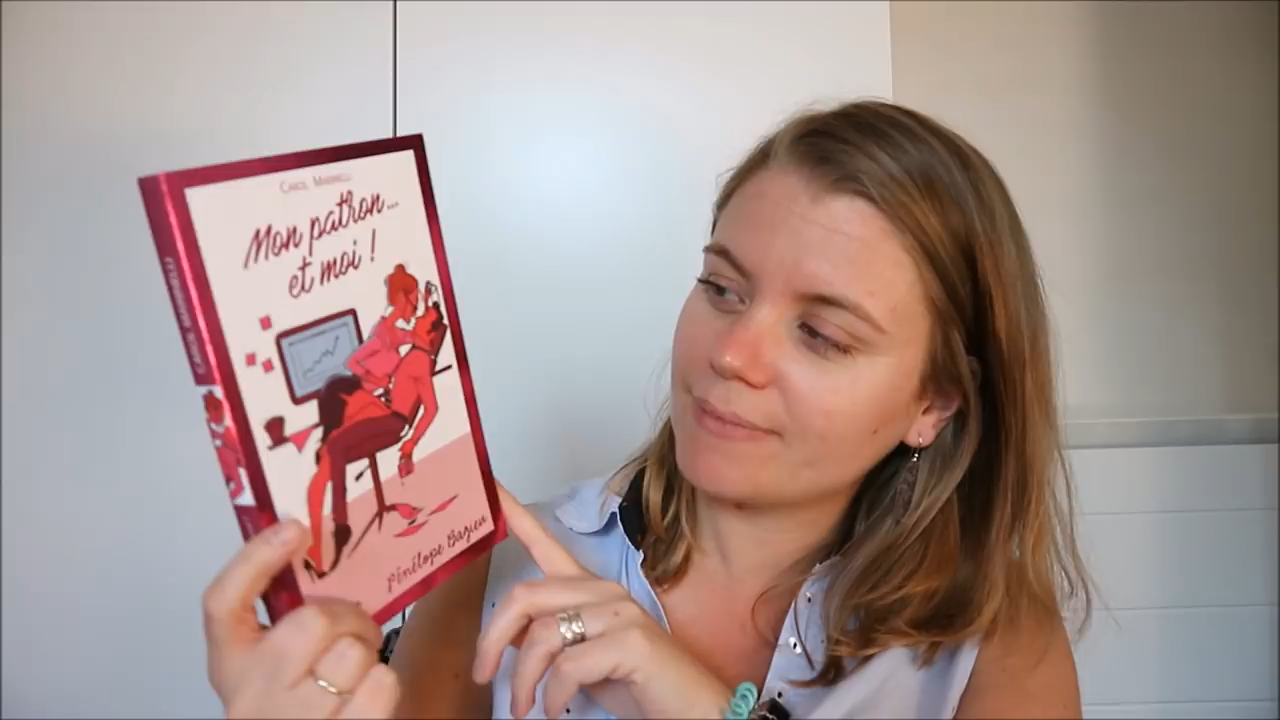 CAROL MARINELLI
Mon patron...
et moi !
Pénélope Bagieu